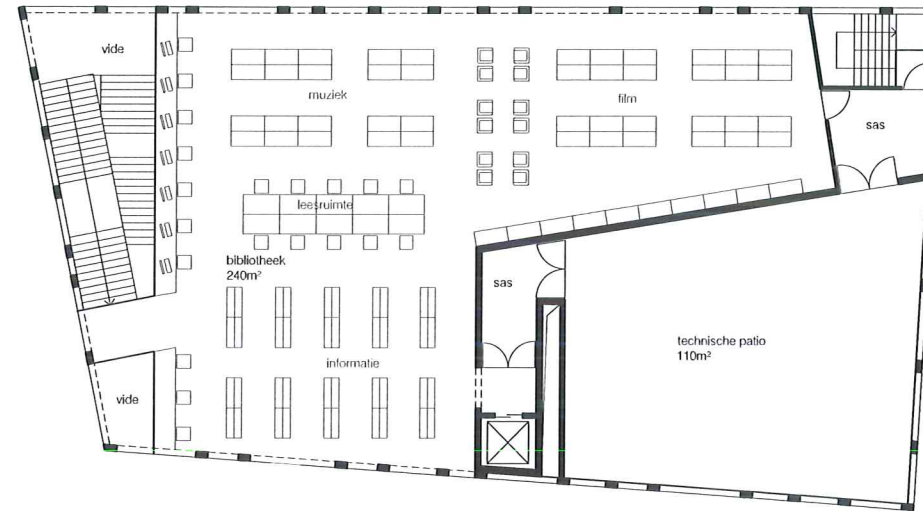 vide
muziek
film
sas
leesruimte
bibliotheek
240m²
sas
informatie
technische patio
110m²
vide